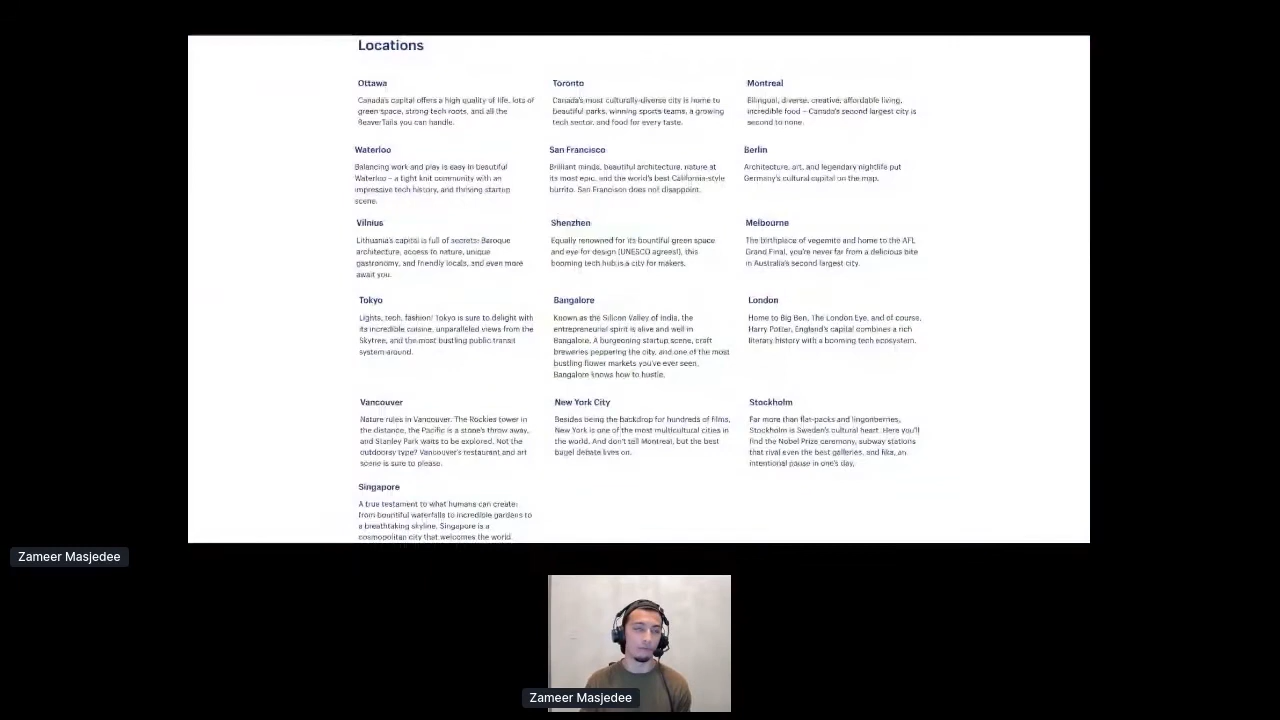 Locations
Ottawa
Canada's capital offers a high quality of life, lots of
green space, strong tech roots, and all the
BeaverTails you can handle.
Toronto
Canada's most culturally-diverse city is home to
beautiful parks, winning sports teams, a growing
tech sector, and food for every taste.
Montreal
Bilingual, diverse, creative, affordable living,
incredible food – Canada's second largest city is
second to none.
Waterloo
Balancing work and play is easy in beautiful
Waterloo – a tight knit community with an
impressive tech history, and thriving startup
scene.
San Francisco
Brilliant minds, beautiful architecture, nature at
its most epic, and the world's best California-style
burrito. San Francison does not disappoint.
Berlin
Architecture, art, and legendary nightlife put
Germany's cultural capital on the map.
Vilnius
Lithuania's capital is full of secrets: Baroque
architecture, access to nature, unique
gastronomy, and friendly locals, and even more
await you.
Shenzhen
Equally renowned for its bountiful green space
and eye for design (UNESCO agrees!), this
booming tech hub is a city for makers.
Melbourne
The birthplace of vegemite and home to the AFL
Grand Final, you're never far from a delicious bite
in Australia's second largest city.
Tokyo
Lights, tech, fashion! Tokyo is sure to delight with
its incredible cuisine, unparalleled views from the
Skytree, and the most bustling public transit
system around.
Bangalore
Known as the Silicon Valley of India, the
entrepreneurial spirit is alive and well in
Bangalore. A burgeoning startup scene, craft
breweries peppering the city, and one of the most
bustling flower markets you've ever seen,
Bangalore knows how to hustle.
London
Home to Big Ben, The London Eye, and of course,
Harry Potter, England's capital combines a rich
literary history with a booming tech ecosystem.
Vancouver
Nature rules in Vancouver. The Rockies tower in
the distance, the Pacific is a stone's throw away,
and Stanley Park waits to be explored. Not the
outdoorsy type? Vancouver's restaurant and art
scene is sure to please.
New York City
Besides being the backdrop for hundreds of films,
New York is one of the most multicultural cities in
the world. And don't tell Montreal, but the best
bagel debate lives on.
Stockholm
Far more than flat-packs and lingonberries,
Stockholm is Sweden's cultural heart. Here you'll
find the Nobel Prize ceremony, subway stations
that rival even the best galleries, and fika, an
intentional pause in one's day.
Singapore
A true testament to what humans can create:
from bountiful waterfalls to incredible gardens to
a breathtaking skyline. Singapore is a
cosmopolitan city that welcomes the world.
Zameer Masjedee
Zameer Masjedee